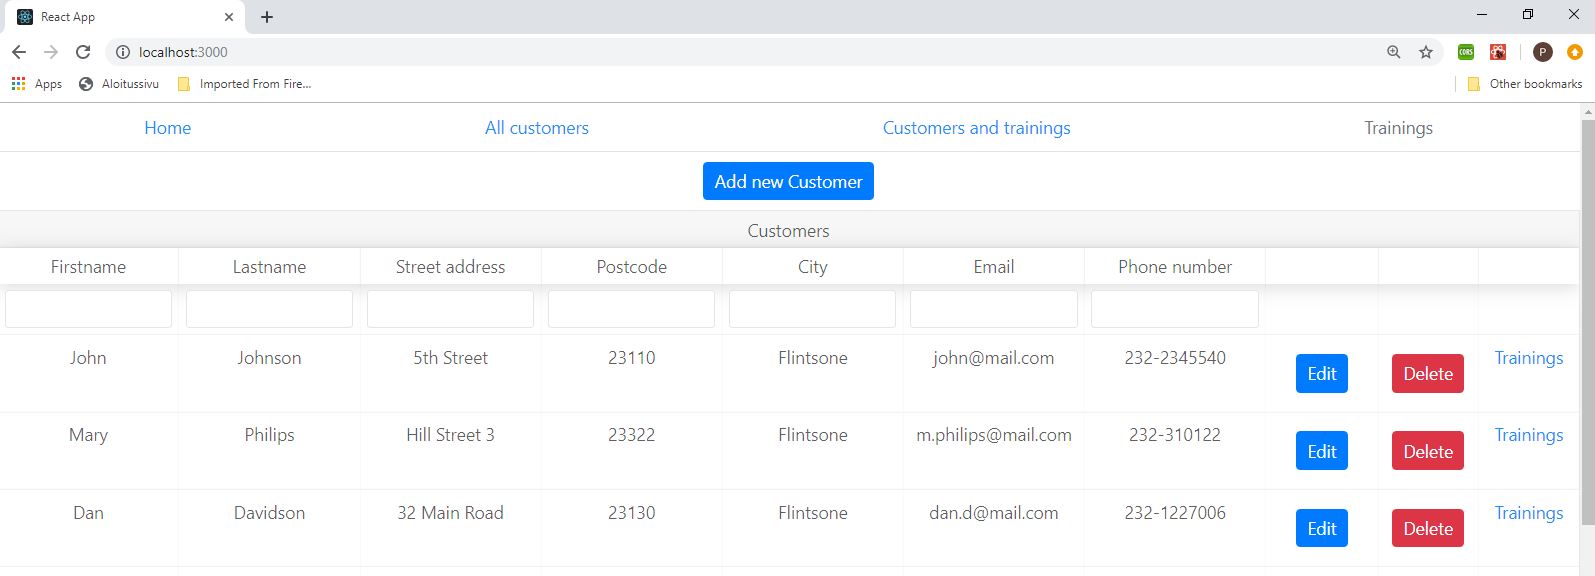 React App
localhost:3000
CORS
P
Apps Aloitussivu Imported From Fire... Other bookmarks
Home All customers Customers and trainings Trainings
Add new Customer
Customers
Firstname Lastname Street address Postcode City Email Phone number
John Johnson 5th Street 23110 Flintsone john@mail.com 232-2345540 Edit Delete Trainings
Mary Philips Hill Street 3 23322 Flintsone m.philips@mail.com 232-310122 Edit Delete Trainings
Dan Davidson 32 Main Road 23130 Flintsone dan.d@mail.com 232-1227006 Edit Delete Trainings